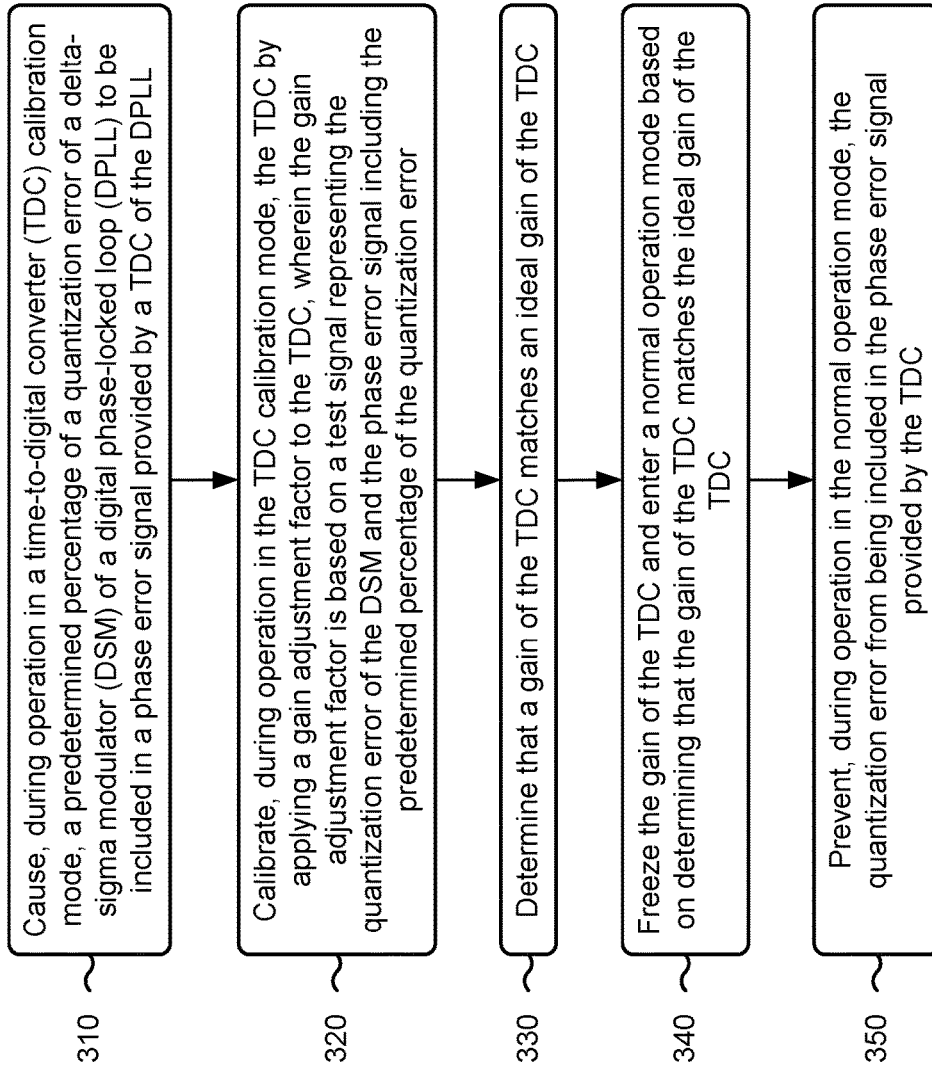 310
Cause, during operation in a time-to-digital converter (TDC) calibration
mode, a predetermined percentage of a quantization error of a delta-
sigma modulator (DSM) of a digital phase-locked loop (DPLL) to be
included in a phase error signal provided by a TDC of the DPLL
320
Calibrate, during operation in the TDC calibration mode, the TDC by
applying a gain adjustment factor to the TDC, wherein the gain
adjustment factor is based on a test signal representing the
quantization error of the DSM and the phase error signal including the
predetermined percentage of the quantization error
330
Determine that a gain of the TDC matches an ideal gain of the TDC
340
Freeze the gain of the TDC and enter a normal operation mode based
on determining that the gain of the TDC matches the ideal gain of the
TDC
350
Prevent, during operation in the normal operation mode, the
quantization error from being included in the phase error signal
provided by the TDC